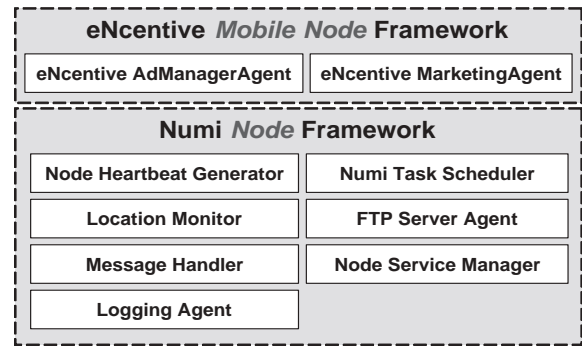 eNcentive Mobile Node Framework
eNcentive AdManagerAgent
eNcentive MarketingAgent
Numi Node Framework
Node Heartbeat Generator
Numi Task Scheduler
Location Monitor
FTP Server Agent
Message Handler
Node Service Manager
Logging Agent